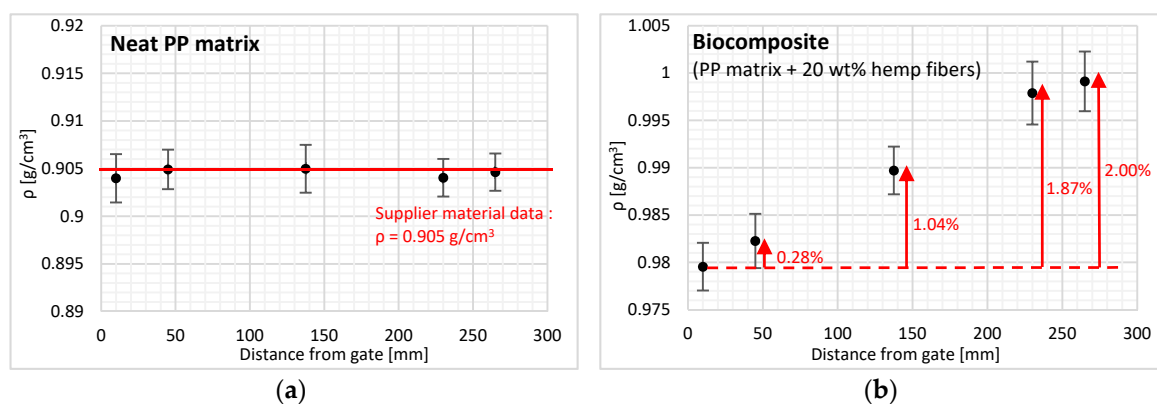 Neat PP matrix
ρ [g/cm³]
0.92
0.915
0.91
0.905
0.9
0.895
0.89
Supplier material data :
ρ = 0.905 g/cm³
0 50 100 150 200 250 300
Distance from gate [mm]
(a)
Biocomposite
(PP matrix + 20 wt% hemp fibers)
ρ [g/cm³]
1.005
1
0.995
0.99
0.985
0.98
0.975
0.28%
1.04%
1.87%
2.00%
0 50 100 150 200 250 300
Distance from gate [mm]
(b)